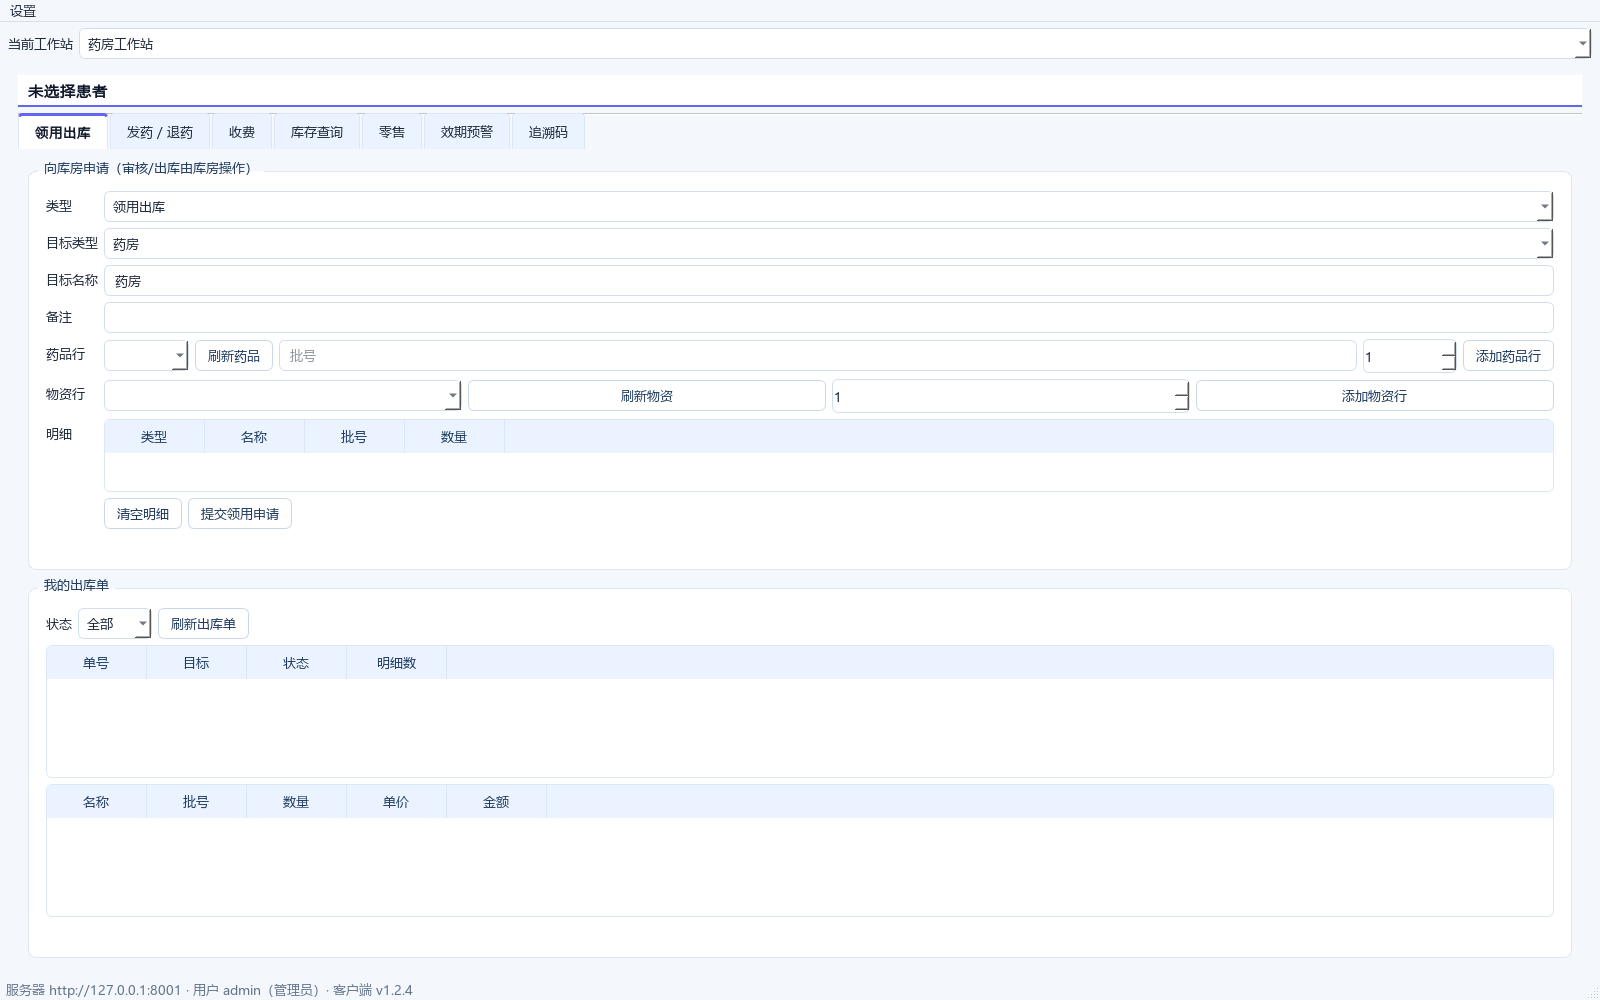 设置
当前工作站 药房工作站
未选择患者
领用出库 发药 / 退药 收费 库存查询 零售 效期预警 追溯码
向库房申请（审核/出库由库房操作）
类型 领用出库
目标类型 药房
目标名称 药房
备注
药品行 刷新药品 批号 1 添加药品行
物资行 刷新物资 1 添加物资行
明细 类型 名称 批号 数量
清空明细 提交领用申请
我的出库单
状态 全部 刷新出库单
单号 目标 状态 明细数
名称 批号 数量 单价 金额
服务器 http://127.0.0.1:8001 · 用户 admin（管理员）· 客户端 v1.2.4